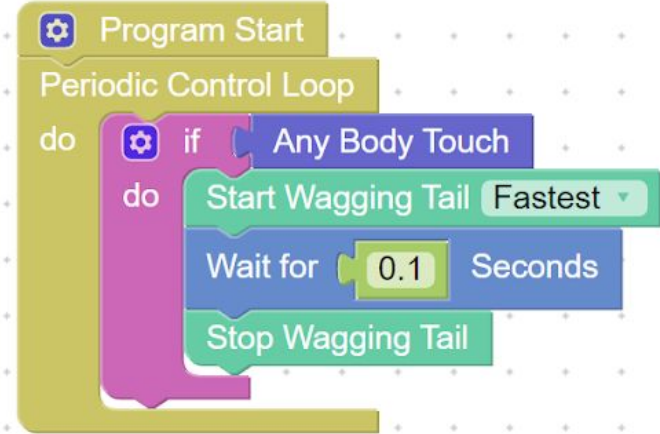 Program Start
Periodic Control Loop
do if Any Body Touch
do Start Wagging Tail Fastest
Wait for 0.1 Seconds
Stop Wagging Tail